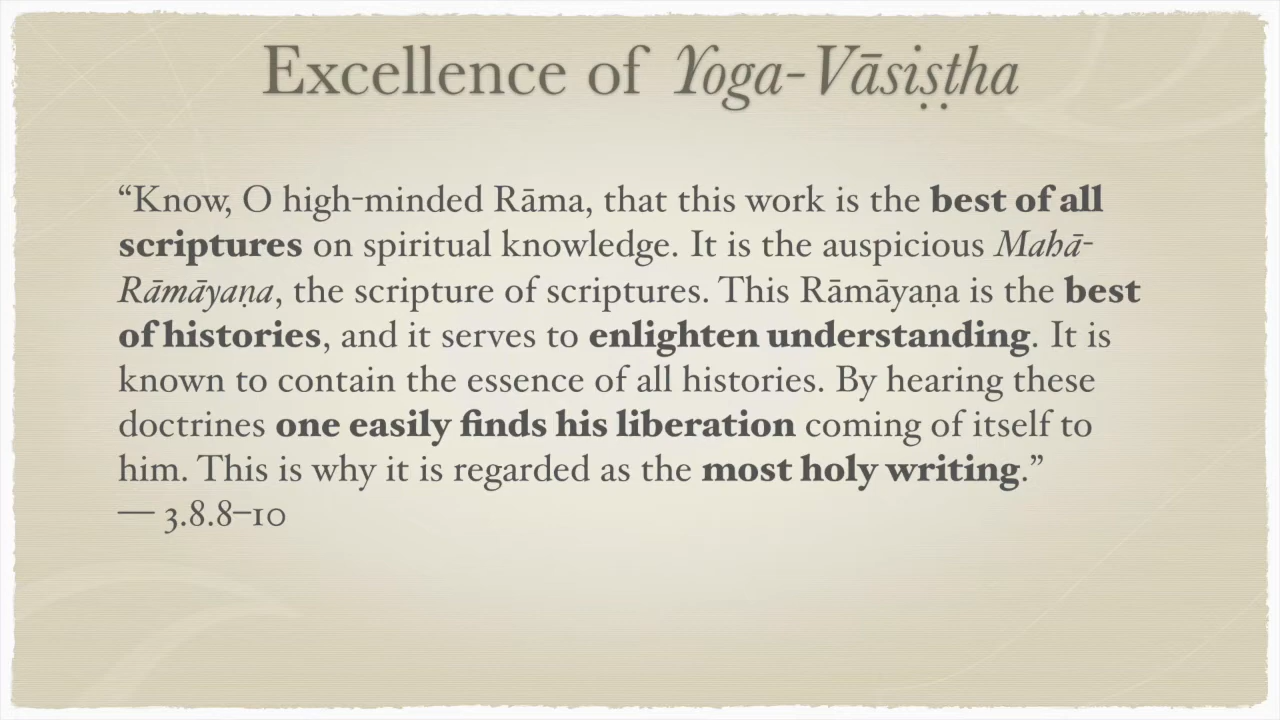 Excellence of Yoga-Vāsiṣṭha
“Know, O high-minded Rāma, that this work is the best of all
scriptures on spiritual knowledge. It is the auspicious Mahā-
Rāmāyaṇa, the scripture of scriptures. This Rāmāyaṇa is the best
of histories, and it serves to enlighten understanding. It is
known to contain the essence of all histories. By hearing these
doctrines one easily finds his liberation coming of itself to
him. This is why it is regarded as the most holy writing.”
— 3.8.8–10